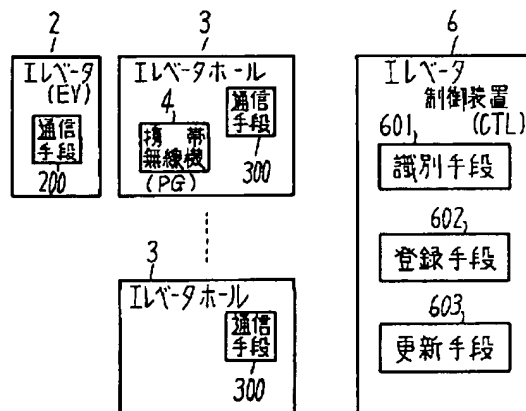 2
エレベータ
(EV)
通信
手段
200
3
エレベータホール
4
携帯
無線機
(PG)
通信
手段
300
3
エレベータホール
通信
手段
300
6
エレベータ
制御装置
(CTL)
601
識別手段
602
登録手段
603
更新手段